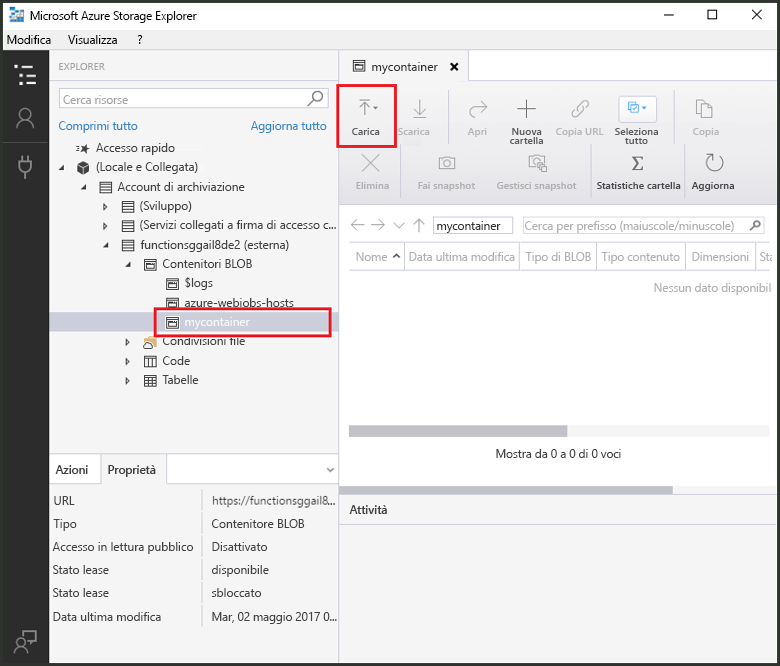 Microsoft Azure Storage Explorer
Modifica Visualizza ?
EXPLORER
Cerca risorse
Comprimi tutto Aggiorna tutto
Accesso rapido
(Locale e Collegata)
Account di archiviazione
(Sviluppo)
(Servizi collegati a firma di accesso c...
functionsggail8de2 (esterna)
Contenitori BLOB
$logs
azure-webjobs-hosts
mycontainer
Condivisioni file
Code
Tabelle
Azioni Proprietà
URL https://functionsggail8...
Tipo Contenitore BLOB
Accesso in lettura pubblico Disattivato
Stato lease disponibile
Stato lease sbloccato
Data ultima modifica Mar, 02 maggio 2017 0...
mycontainer
Carica Scarica Apri Nuova cartella Copia URL Seleziona tutto Copia
Elimina Fai snapshot Gestisci snapshot Statistiche cartella Aggiorna
mycontainer Cerca per prefisso (maiuscole/minuscole)
Nome Data ultima modifica Tipo di BLOB Tipo contenuto Dimensioni Sta
Nessun dato disponibil
Mostra da 0 a 0 di 0 voci
Attività